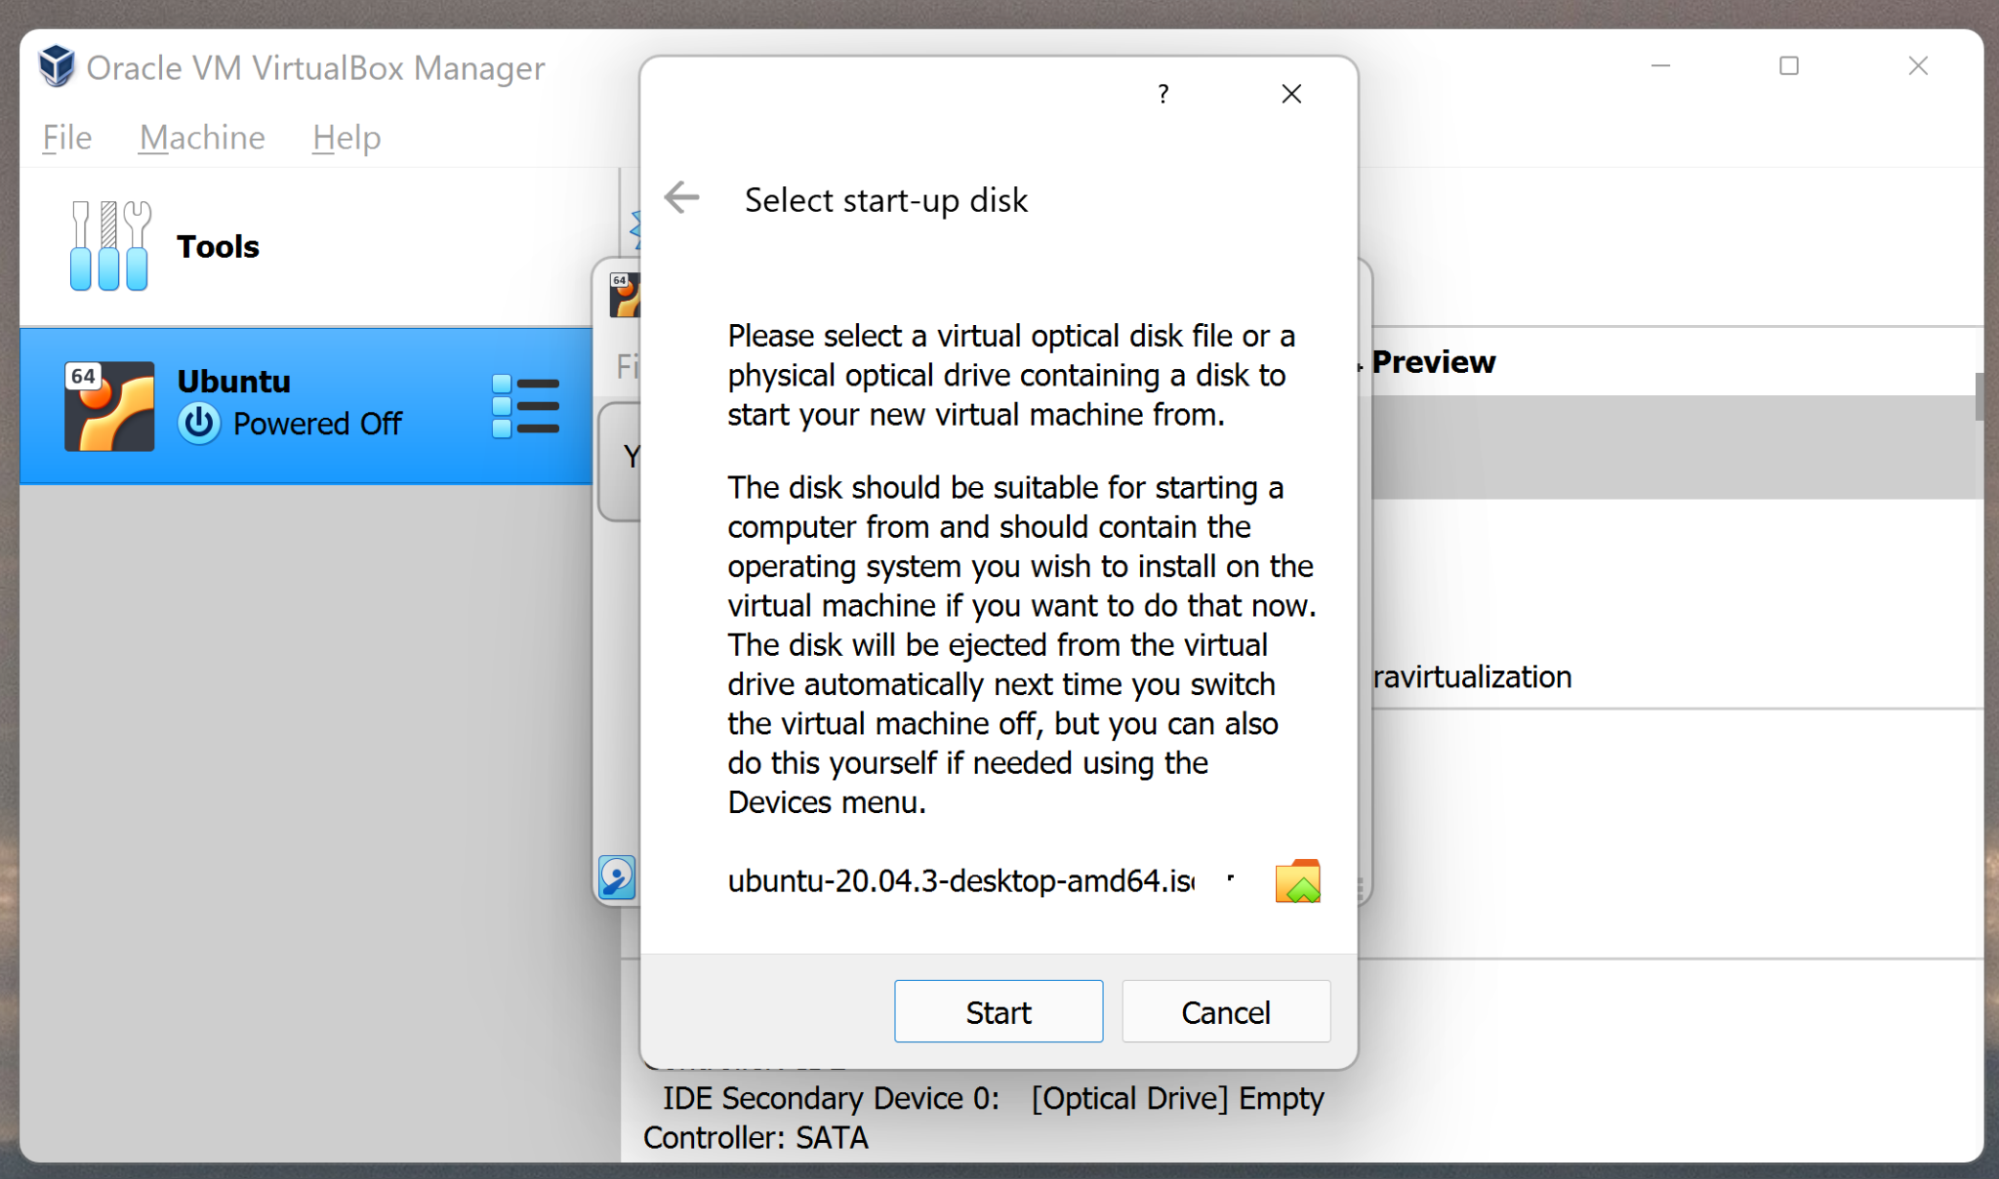 Oracle VM VirtualBox Manager
File Machine Help
?
Select start-up disk
Tools
64
64
Ubuntu
Powered Off
Fi
Y
Preview
Please select a virtual optical disk file or a
physical optical drive containing a disk to
start your new virtual machine from.
The disk should be suitable for starting a
computer from and should contain the
operating system you wish to install on the
virtual machine if you want to do that now.
The disk will be ejected from the virtual
drive automatically next time you switch
the virtual machine off, but you can also
do this yourself if needed using the
Devices menu.
ravirtualization
ubuntu-20.04.3-desktop-amd64.iso
Start Cancel
IDE Secondary Device 0: [Optical Drive] Empty
Controller: SATA